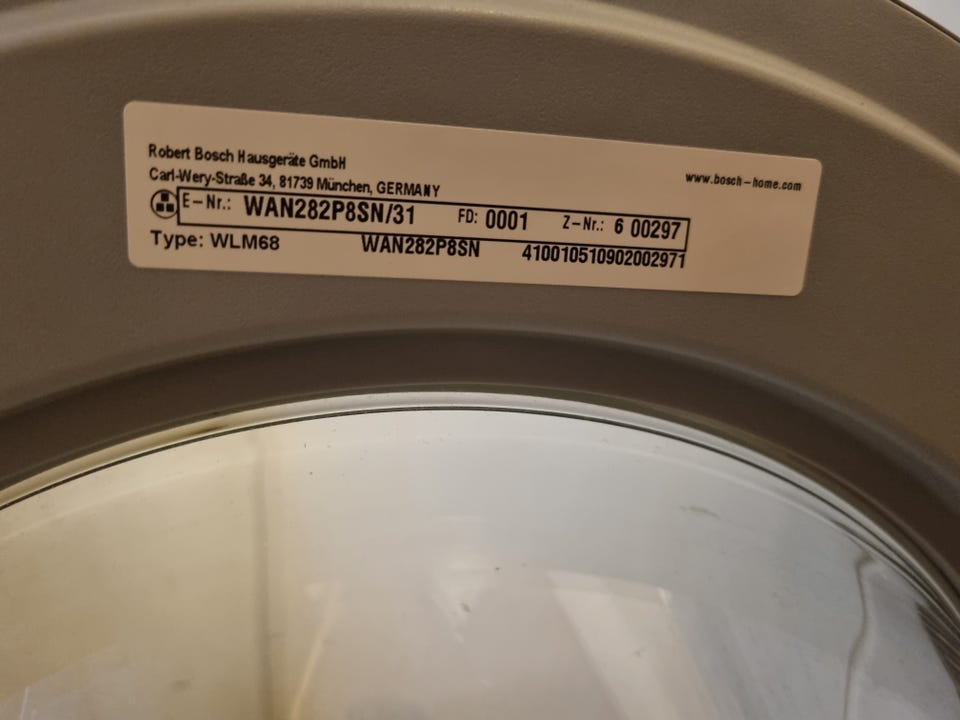 Robert Bosch Hausgeräte GmbH
Carl-Wery-Straße 34, 81739 München, GERMANY
www.bosch-home.com
E-Nr.: WAN282P8SN/31 FD: 0001 Z-Nr.: 6 00297
Type: WLM68 WAN282P8SN 410010510902002971